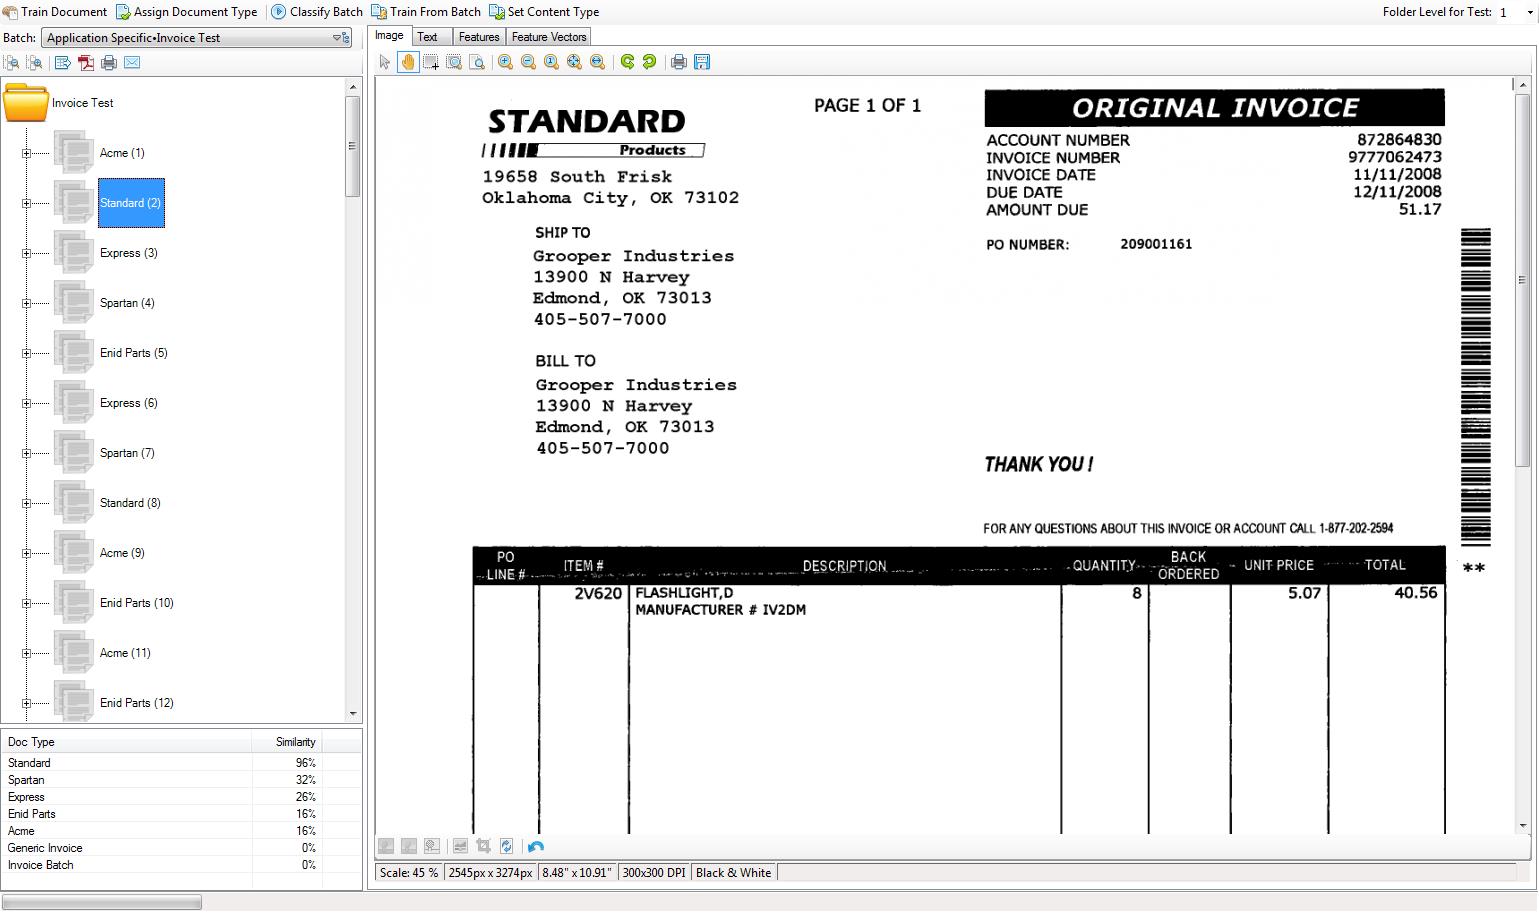 Train Document Assign Document Type Classify Batch Train From Batch Set Content Type Folder Level for Test: 1
Batch: Application Specific•Invoice Test
Invoice Test
Acme (1)
Standard (2)
Express (3)
Spartan (4)
Enid Parts (5)
Express (6)
Spartan (7)
Standard (8)
Acme (9)
Enid Parts (10)
Acme (11)
Enid Parts (12)
Doc Type Similarity
Standard 96%
Spartan 32%
Express 26%
Enid Parts 16%
Acme 16%
Generic Invoice 0%
Invoice Batch 0%
Image Text Features Feature Vectors
STANDARD
Products
19658 South Frisk
Oklahoma City, OK 73102
PAGE 1 OF 1
ORIGINAL INVOICE
ACCOUNT NUMBER 872864830
INVOICE NUMBER 9777062473
INVOICE DATE 11/11/2008
DUE DATE 12/11/2008
AMOUNT DUE 51.17
PO NUMBER: 209001161
SHIP TO
Grooper Industries
13900 N Harvey
Edmond, OK 73013
405-507-7000
BILL TO
Grooper Industries
13900 N Harvey
Edmond, OK 73013
405-507-7000
THANK YOU !
FOR ANY QUESTIONS ABOUT THIS INVOICE OR ACCOUNT CALL 1-877-202-2594
PO LINE # ITEM # DESCRIPTION QUANTITY BACK ORDERED UNIT PRICE TOTAL
**
2V620 FLASHLIGHT,D 8 5.07 40.56
MANUFACTURER # IV2DM
Scale: 45 % 2545px x 3274px 8.48" x 10.91" 300x300 DPI Black & White